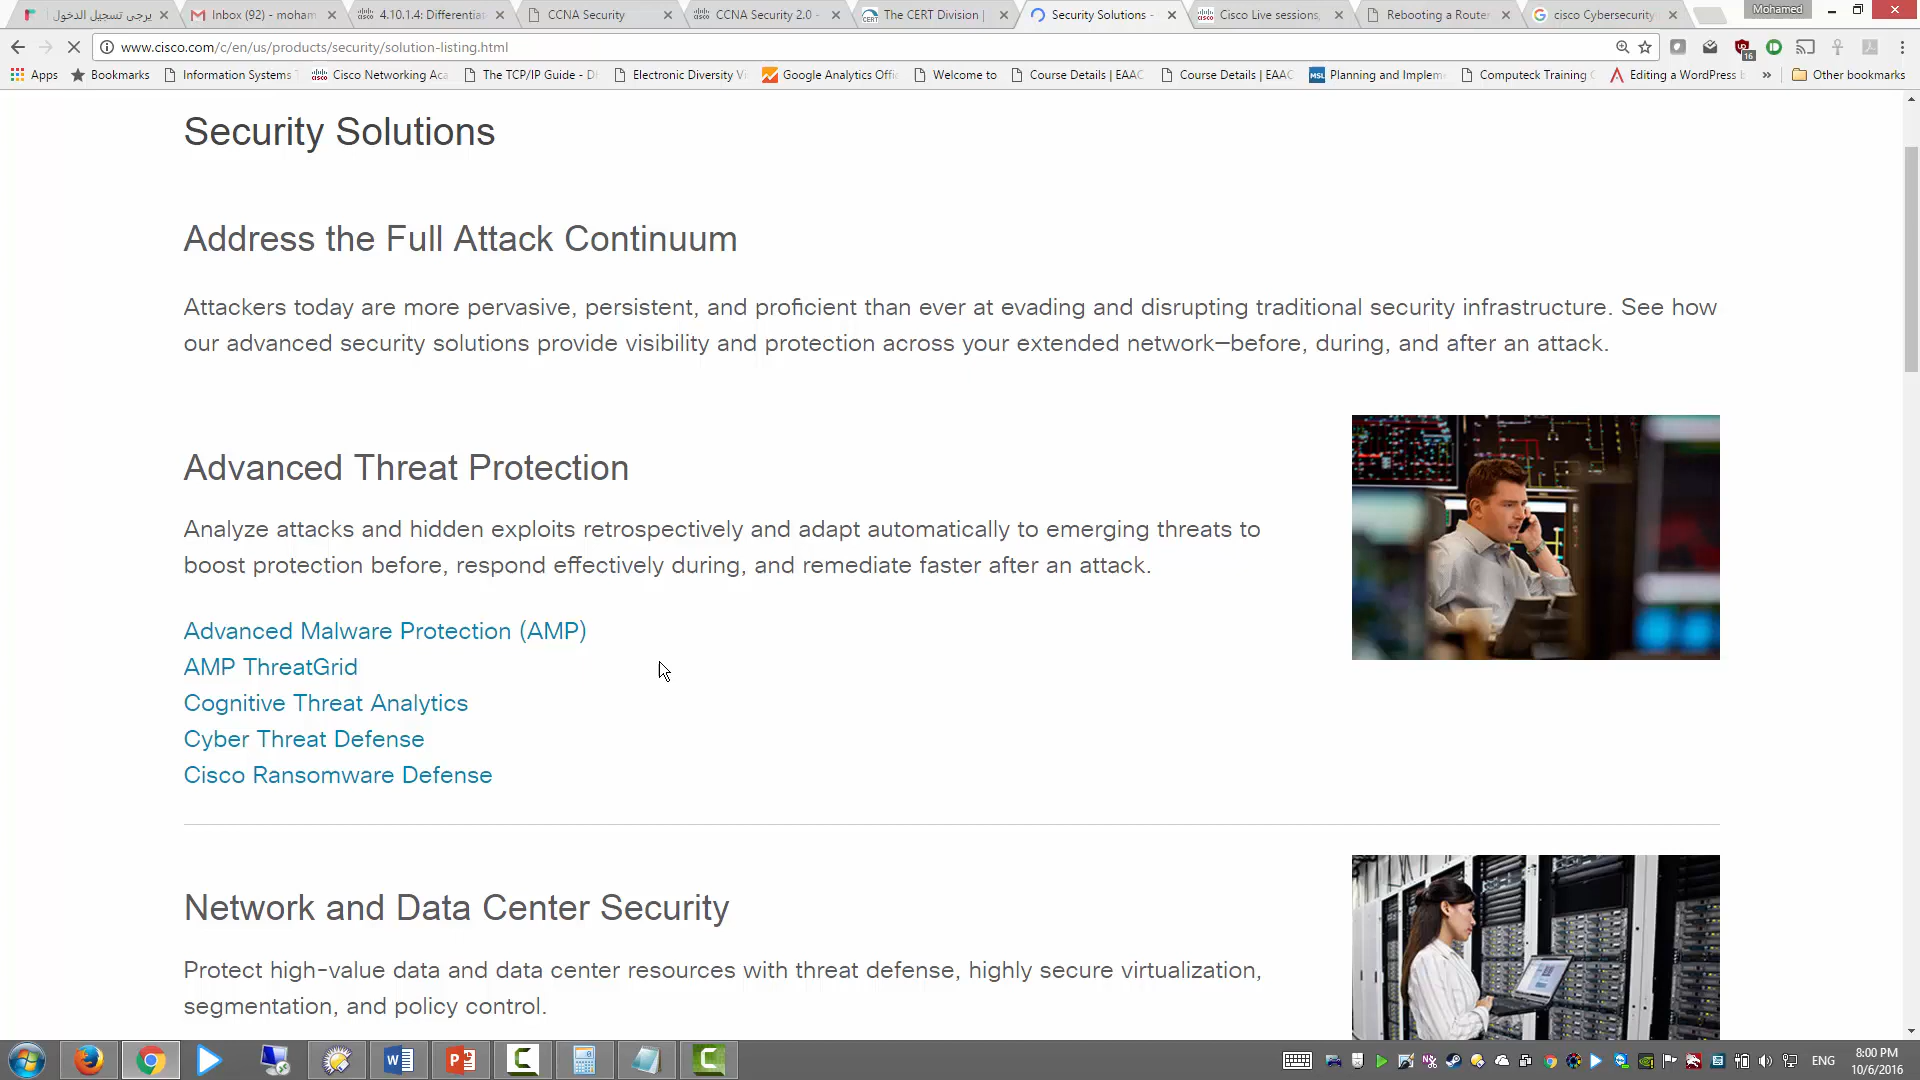 يرجى تسجيل الدخول
Inbox (92) - moham
4.10.1.4: Differentia
CCNA Security
CCNA Security 2.0 -
The CERT Division |
Security Solutions -
Cisco Live sessions,
Rebooting a Router
cisco Cybersecurity
Mohamed
www.cisco.com/c/en/us/products/security/solution-listing.html
16
Apps
Bookmarks
Information Systems
Cisco Networking Aca
The TCP/IP Guide - D
Electronic Diversity Vi
Google Analytics Offic
Welcome to
Course Details | EAAC
Course Details | EAAC
MSL Planning and Implem
Computeck Training C
Editing a WordPress
Other bookmarks
Security Solutions
Address the Full Attack Continuum
Attackers today are more pervasive, persistent, and proficient than ever at evading and disrupting traditional security infrastructure. See how
our advanced security solutions provide visibility and protection across your extended network—before, during, and after an attack.
Advanced Threat Protection
Analyze attacks and hidden exploits retrospectively and adapt automatically to emerging threats to
boost protection before, respond effectively during, and remediate faster after an attack.
Advanced Malware Protection (AMP)
AMP ThreatGrid
Cognitive Threat Analytics
Cyber Threat Defense
Cisco Ransomware Defense
Network and Data Center Security
Protect high-value data and data center resources with threat defense, highly secure virtualization,
segmentation, and policy control.
ENG
8:00 PM
10/6/2016